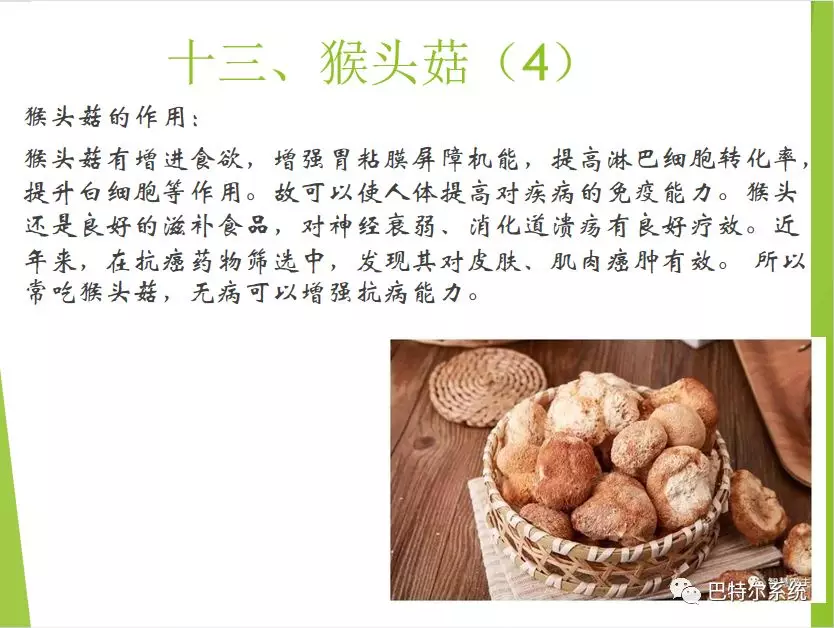 十三、猴头菇（4）
猴头菇的作用：
猴头菇有增进食欲，增强胃粘膜屏障机能，提高淋巴细胞转化率，
提升白细胞等作用。故可以使人体提高对疾病的免疫能力。猴头
还是良好的滋补食品，对神经衰弱、消化道溃疡有良好疗效。近
年来，在抗癌药物筛选中，发现其对皮肤、肌肉癌肿有效。 所以
常吃猴头菇，无病可以增强抗病能力。
巴特尔系统